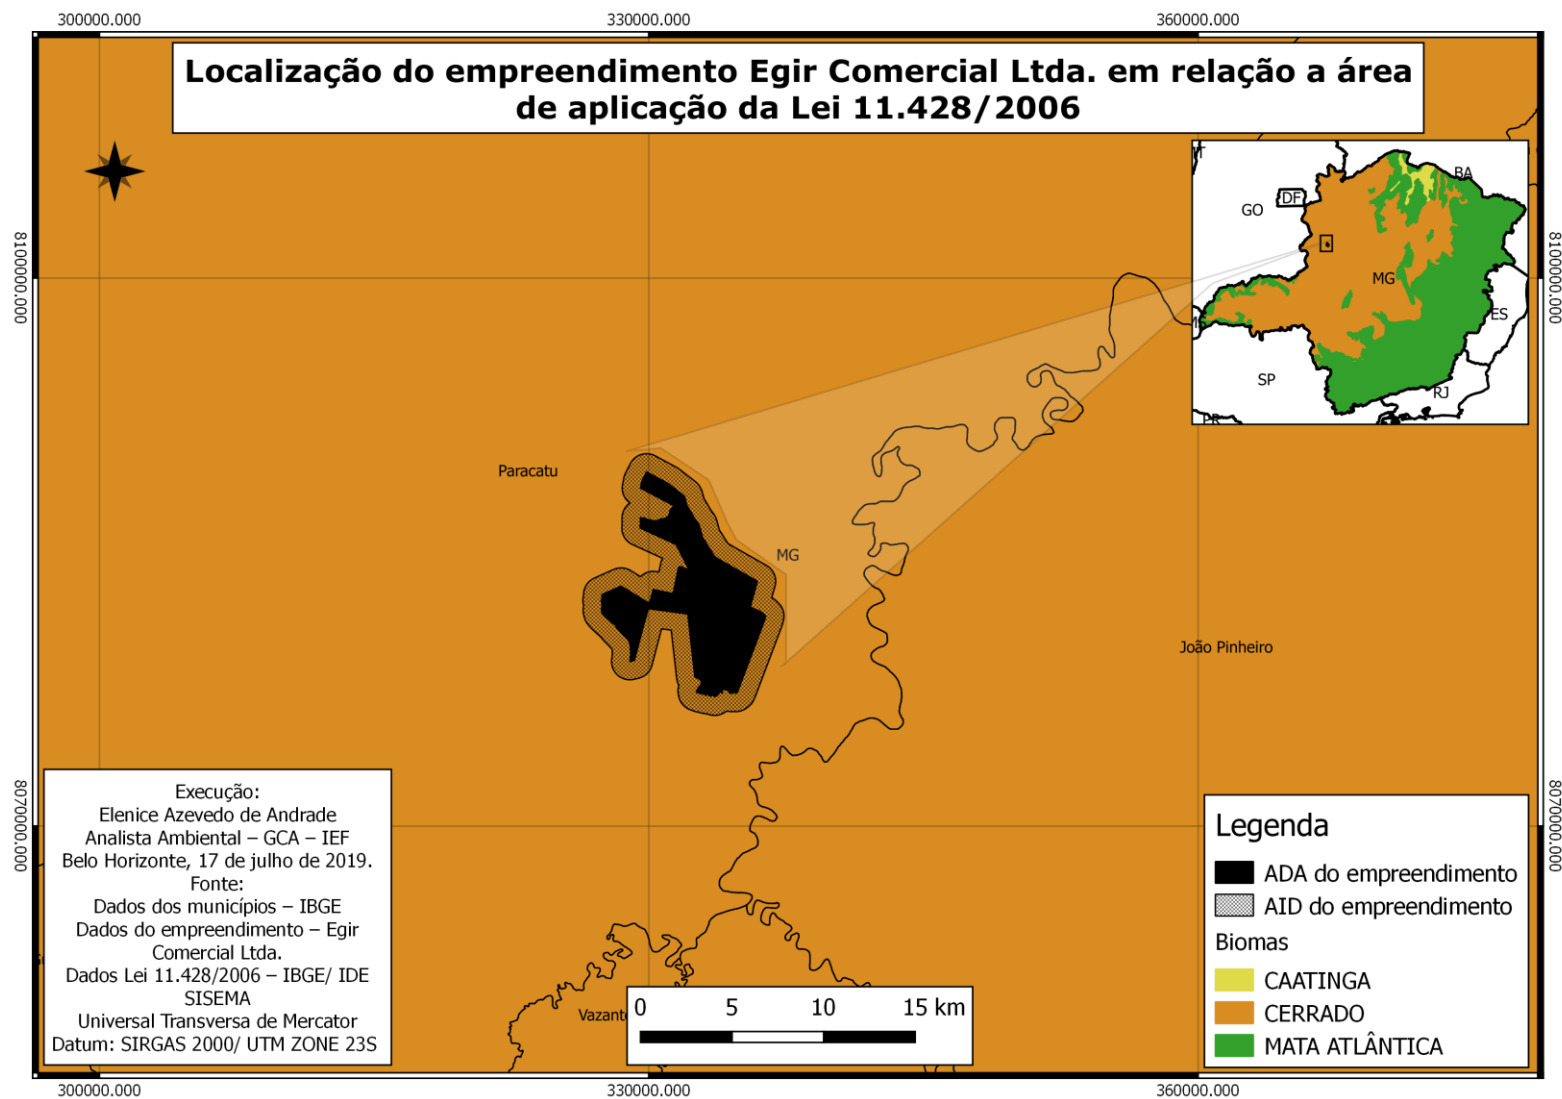 300000.000
330000.000
360000.000
Localização do empreendimento Egir Comercial Ltda. em relação a área
de aplicação da Lei 11.428/2006
BA
DF
GO
MG
ES
SP
RJ
PR
8100000.000
8100000.000
Paracatu
MG
João Pinheiro
8070000.000
8070000.000
Execução:
Elenice Azevedo de Andrade
Analista Ambiental – GCA – IEF
Belo Horizonte, 17 de julho de 2019.
Fonte:
Dados dos municípios – IBGE
Dados do empreendimento – Egir
Comercial Ltda.
Dados Lei 11.428/2006 – IBGE/ IDE
SISEMA
Universal Transversa de Mercator
Datum: SIRGAS 2000/ UTM ZONE 23S
Vazant
0 5 10 15 km
Legenda
ADA do empreendimento
AID do empreendimento
Biomas
CAATINGA
CERRADO
MATA ATLÂNTICA
300000.000
330000.000
360000.000